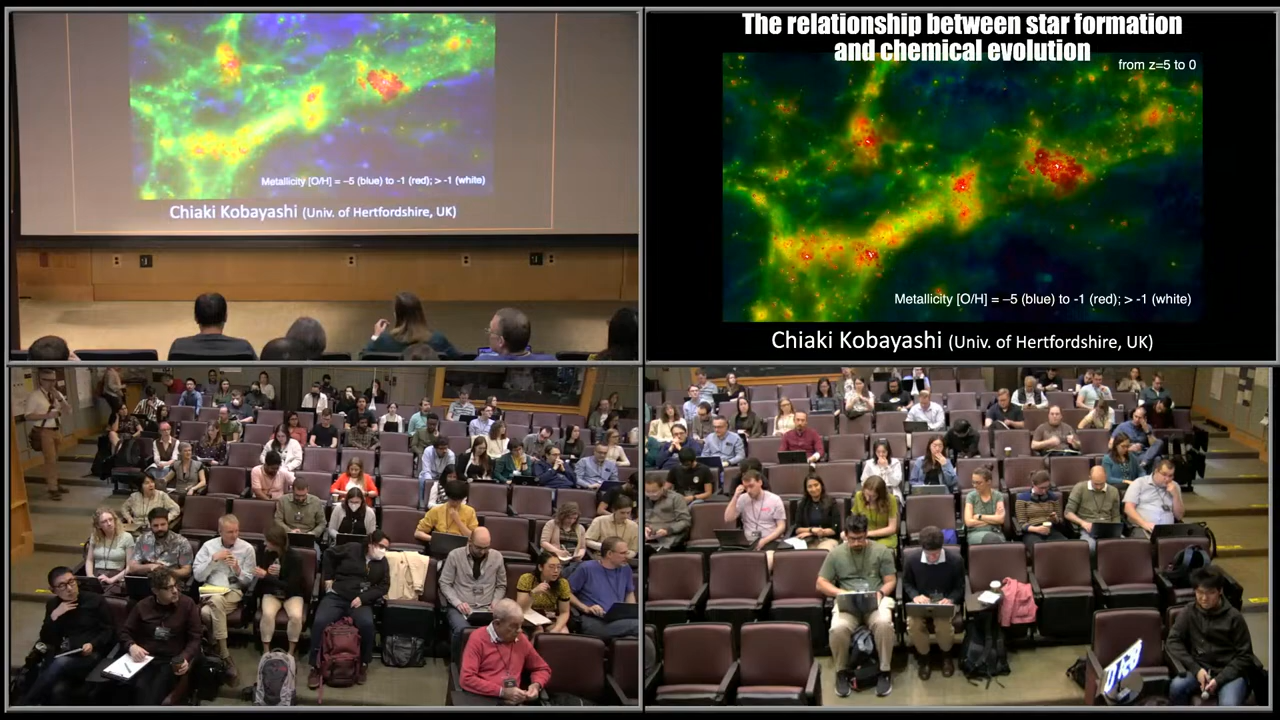 Metallicity [O/H] = –5 (blue) to -1 (red); > -1 (white)
Chiaki Kobayashi (Univ. of Hertfordshire, UK)
The relationship between star formation
and chemical evolution
from z=5 to 0
Metallicity [O/H] = –5 (blue) to -1 (red); > -1 (white)
Chiaki Kobayashi (Univ. of Hertfordshire, UK)